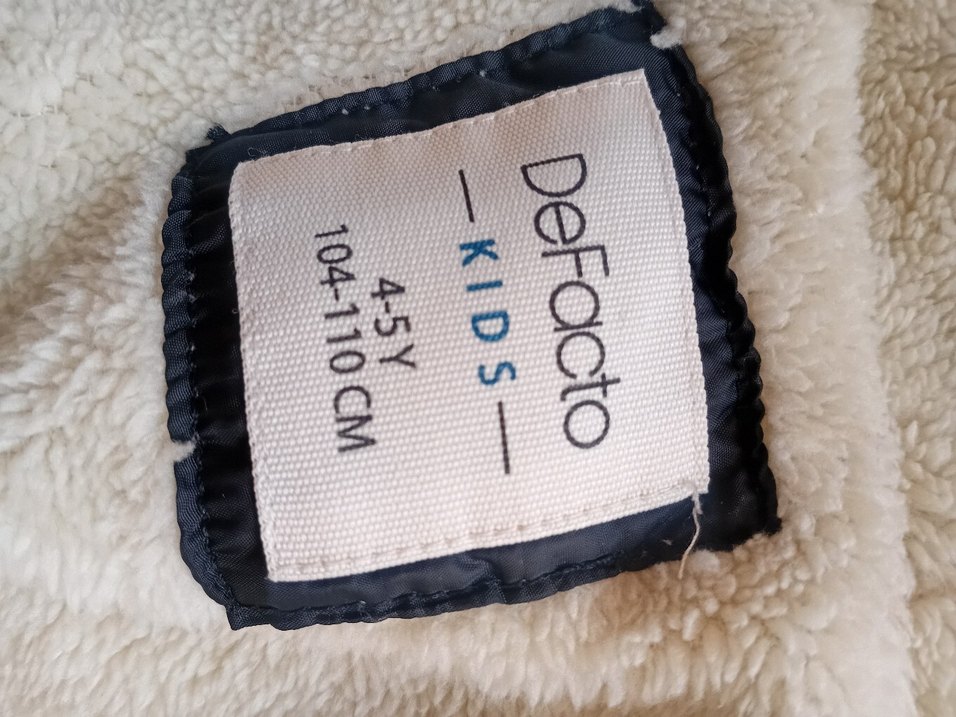 DeFacto
— KIDS —
4-5 Y
104-110 CM